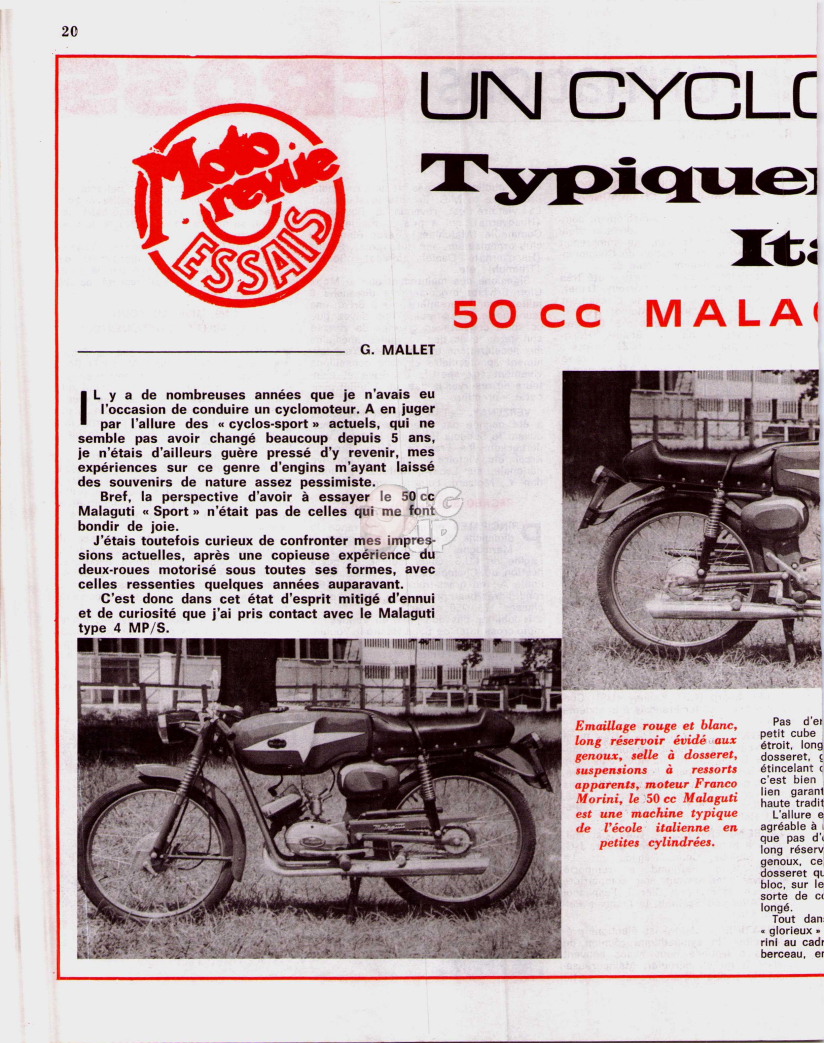 20
Moto
revue
ESSAIS
UN CYCLO
Typiquem
Ita
50 cc MALAG
G. MALLET
IL y a de nombreuses années que je n'avais eu
l'occasion de conduire un cyclomoteur. A en juger
par l'allure des « cyclos-sport » actuels, qui ne
semble pas avoir changé beaucoup depuis 5 ans,
je n'étais d'ailleurs guère pressé d'y revenir, mes
expériences sur ce genre d'engins m'ayant laissé
des souvenirs de nature assez pessimiste.
Bref, la perspective d'avoir à essayer le 50 cc
Malaguti « Sport » n'était pas de celles qui me font
bondir de joie.
J'étais toutefois curieux de confronter mes impres-
sions actuelles, après une copieuse expérience du
deux-roues motorisé sous toutes ses formes, avec
celles ressenties quelques années auparavant.
C'est donc dans cet état d'esprit mitigé d'ennui
et de curiosité que j'ai pris contact avec le Malaguti
type 4 MP/S.
Emaillage rouge et blanc,
long réservoir évidé aux
genoux, selle à dosseret,
suspensions à ressorts
apparents, moteur Franco
Morini, le 50 cc Malaguti
est une machine typique
de l'école italienne en
petites cylindrées.
Pas d'er
petit cube
étroit, long
dosseret, g
étincelant d
c'est bien
lien garant
haute tradit
L'allure e
agréable à
que pas d'
long réserv
genoux, ce
dosseret qu
bloc, sur le
sorte de co
longé.
Tout dan
« glorieux »
rini au cadr
berceau, en